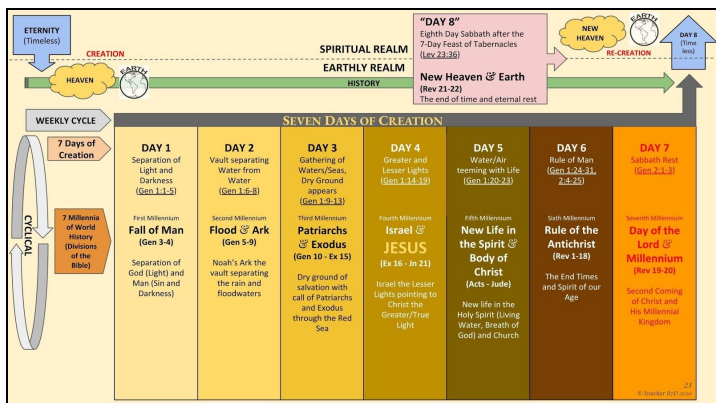 ETERNITY
(Timeless)
CREATION
HEAVEN
EARTH
SPIRITUAL REALM
EARTHLY REALM
HISTORY
"DAY 8"
Eighth Day Sabbath after the
7-Day Feast of Tabernacles
(Lev 23:36)
New Heaven & Earth
(Rev 21-22)
The end of time and eternal rest
NEW
HEAVEN
EARTH
RE-CREATION
DAY 8
(Time
less)
WEEKLY CYCLE
SEVEN DAYS OF CREATION
CYCLICAL
7 Days of
Creation
DAY 1
Separation of
Light and
Darkness
(Gen 1:1-5)
DAY 2
Vault separating
Water from
Water
(Gen 1:6-8)
DAY 3
Gathering of
Waters/Seas,
Dry Ground
appears
(Gen 1:9-13)
DAY 4
Greater and
Lesser Lights
(Gen 1:14-19)
DAY 5
Water/Air
teeming with Life
(Gen 1:20-23)
DAY 6
Rule of Man
(Gen 1:24-31,
2:4-25)
DAY 7
Sabbath Rest
(Gen 2:1-3)
7 Millennia
of World
History
(Divisions
of the
Bible)
First Millennium
Fall of Man
(Gen 3-4)
Separation of
God (Light) and
Man (Sin and
Darkness)
Second Millennium
Flood & Ark
(Gen 5-9)
Noah's Ark the
vault separating
the rain and
floodwaters
Third Millennium
Patriarchs
& Exodus
(Gen 10 - Ex 15)
Dry ground of
salvation with
call of Patriarchs
and Exodus
through the Red
Sea
Fourth Millennium
Israel &
JESUS
(Ex 16 - Jn 21)
Israel the Lesser
Lights pointing to
Christ the
Greater/True
Light
Fifth Millennium
New Life in
the Spirit &
Body of
Christ
(Acts - Jude)
New life in the
Holy Spirit (Living
Water, Breath of
God) and Church
Sixth Millennium
Rule of the
Antichrist
(Rev 1-18)
The End Times
and Spirit of our
Age
Seventh Millennium
Day of the
Lord &
Millennium
(Rev 19-20)
Second Coming
of Christ and
His Millennial
Kingdom